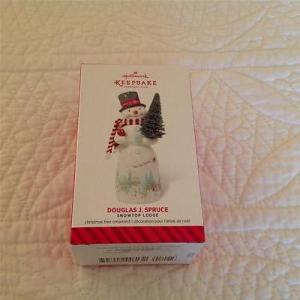 Hallmark
KEEPSAKE
DOUGLAS J. SPRUCE
SNOWTOP LODGE
christmas tree ornament | décoration pour l'arbre de noël